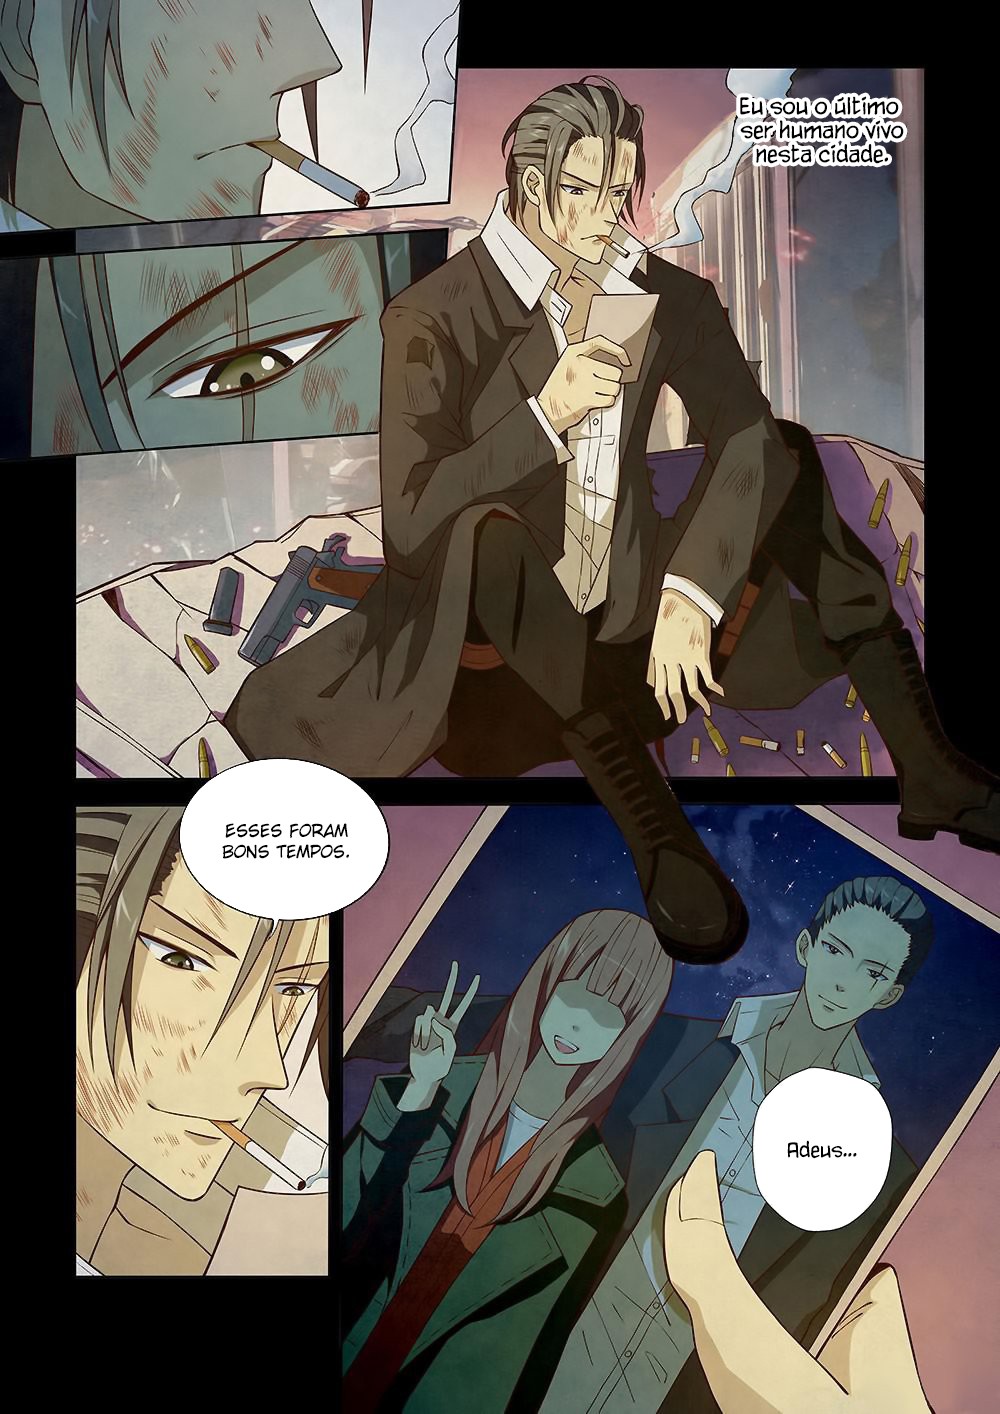 Eu sou o último
ser humano vivo
nesta cidade.
ESSES FORAM
BONS TEMPOS.
Adeus...